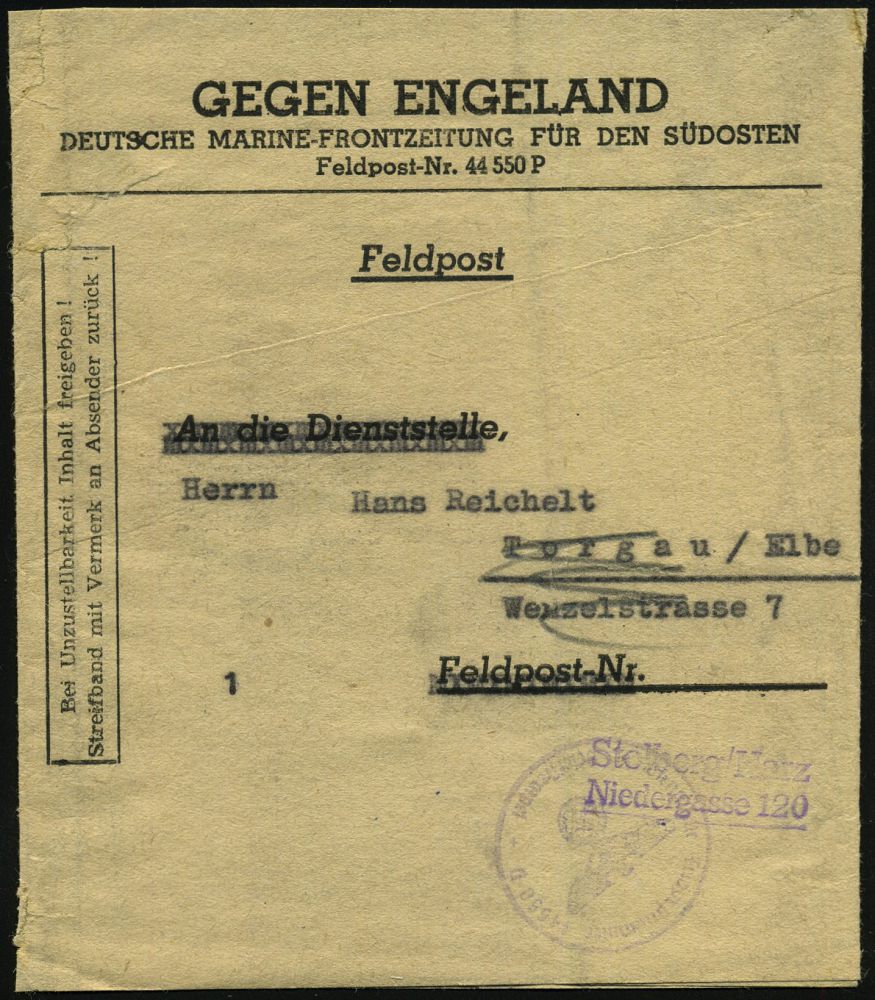 GEGEN ENGELAND
DEUTSCHE MARINE-FRONTZEITUNG FÜR DEN SÜDOSTEN
Feldpost-Nr. 44 550 P
Feldpost
Bei Unzustellbarkeit Inhalt freigeben !
Streifband mit Vermerk an Absender zurück !
An die Dienststelle,
Herrn Hans Reichelt
Torgau / Elbe
Wenzelstrasse 7
1 Feldpost-Nr.
Stolberg/Harz
Niedergasse 120